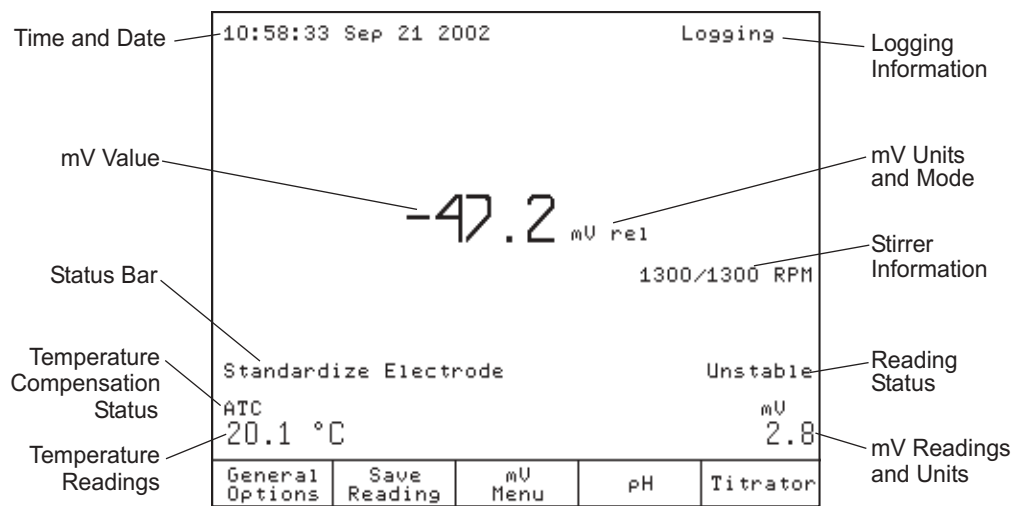 Time and Date
10:58:33 Sep 21 2002
Logging
Logging
Information
mV Value
-47.2 mV rel
mV Units
and Mode
1300/1300 RPM
Stirrer
Information
Status Bar
Standardize Electrode
Unstable
Reading
Status
Temperature
Compensation
Status
ATC
20.1 °C
mV
2.8
Temperature
Readings
mV Readings
and Units
General
Options
Save
Reading
mV
Menu
pH
Titrator